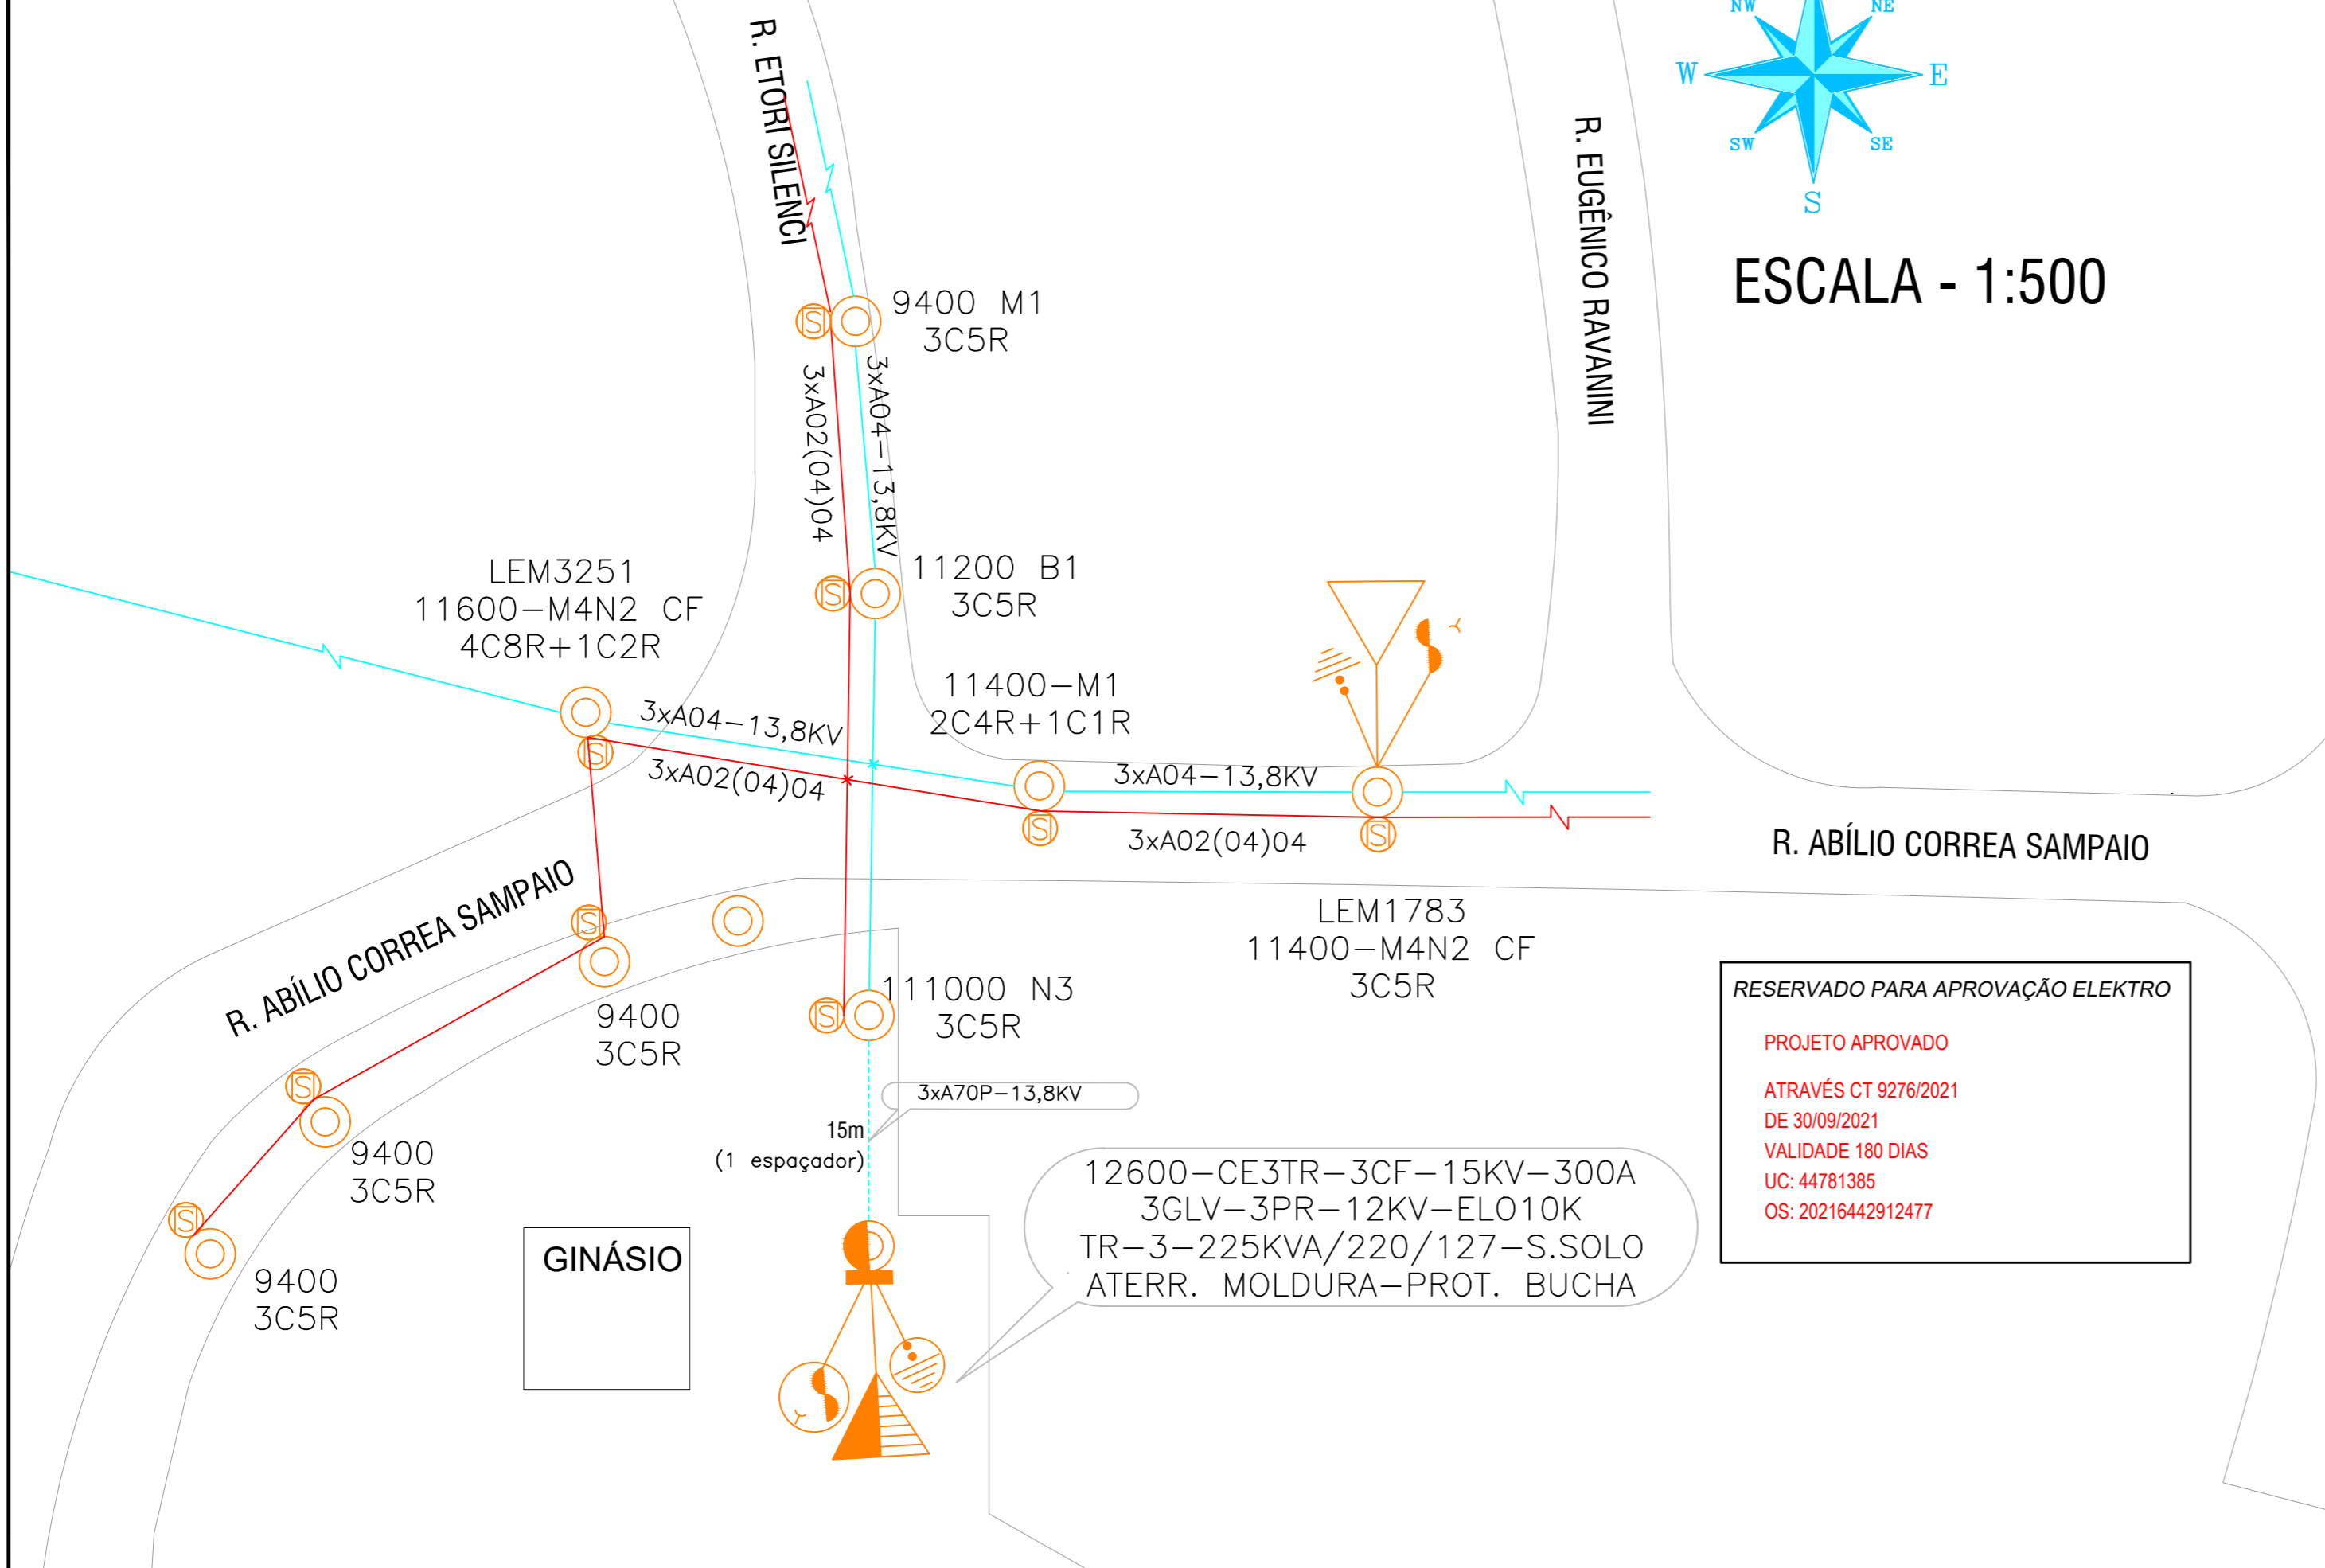 NW
NE
W
E
SW
SE
S
ESCALA - 1:500
R. ETORI SILENCI
R. EUGÊNICO RAVANINI
9400 M1
3C5R
3xA02(04)04
3xA04-13,8KV
LEM3251
11600-M4N2 CF
4C8R+1C2R
11200 B1
3C5R
11400-M1
2C4R+1C1R
3xA04-13,8KV
3xA02(04)04
3xA04-13,8KV
3xA02(04)04
R. ABÍLIO CORREA SAMPAIO
R. ABÍLIO CORREA SAMPAIO
LEM1783
11400-M4N2 CF
3C5R
111000 N3
3C5R
9400
3C5R
9400
3C5R
9400
3C5R
3xA70P-13,8KV
15m
(1 espaçador)
GINÁSIO
12600-CE3TR-3CF-15KV-300A
3GLV-3PR-12KV-ELO10K
TR-3-225KVA/220/127-S.SOLO
ATERR. MOLDURA-PROT. BUCHA
RESERVADO PARA APROVAÇÃO ELEKTRO
PROJETO APROVADO
ATRAVÉS CT 9276/2021
DE 30/09/2021
VALIDADE 180 DIAS
UC: 44781385
OS: 20216442912477
S
S
S
S
S
S
S
S
S